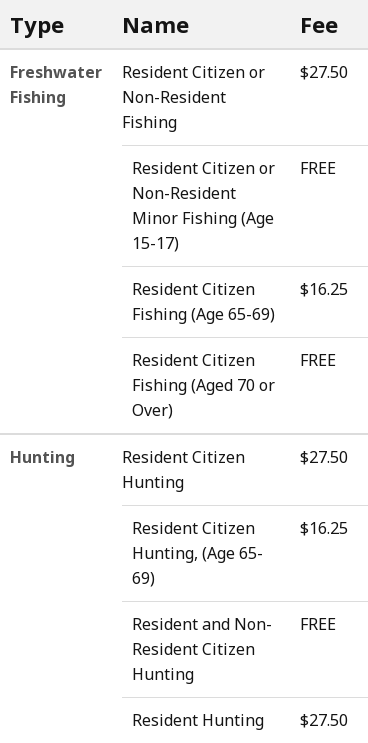 Type Name Fee
Freshwater Fishing Resident Citizen or $27.50
Non-Resident
Fishing
Resident Citizen or FREE
Non-Resident
Minor Fishing (Age
15-17)
Resident Citizen $16.25
Fishing (Age 65-69)
Resident Citizen FREE
Fishing (Aged 70 or
Over)
Hunting Resident Citizen $27.50
Hunting
Resident Citizen $16.25
Hunting, (Age 65-
69)
Resident and Non- FREE
Resident Citizen
Hunting
Resident Hunting $27.50